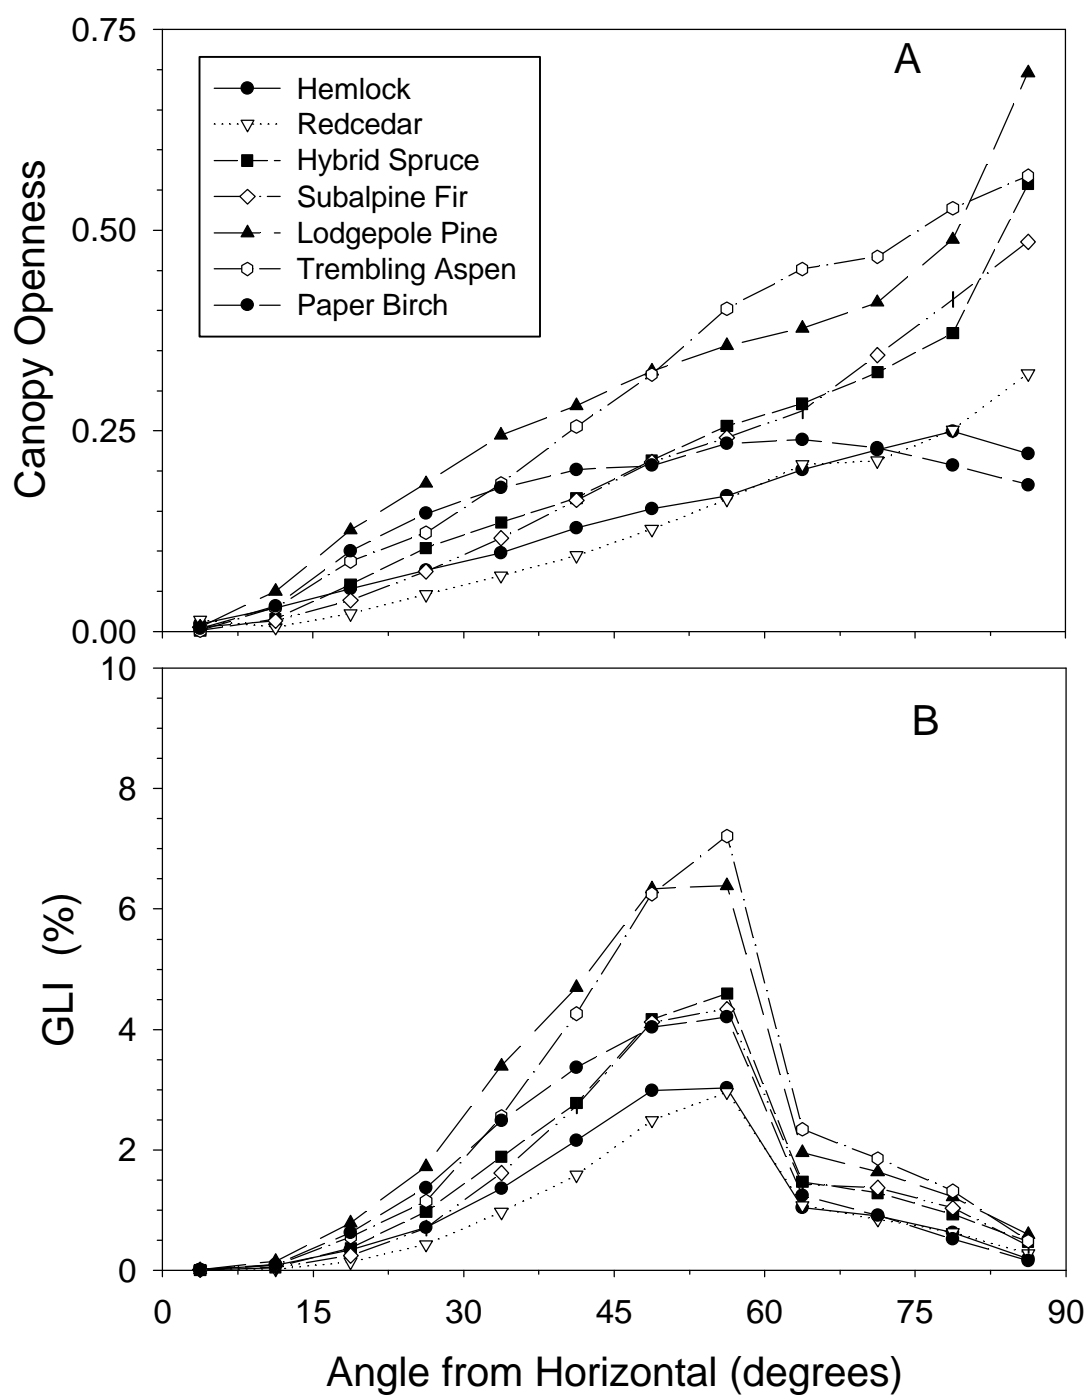 0.75
A
Hemlock
Redcedar
Hybrid Spruce
Subalpine Fir
Lodgepole Pine
Trembling Aspen
Paper Birch
0.50
0.25
0.00
Canopy Openness
10
B
8
6
4
2
0
GLI (%)
0 15 30 45 60 75 90
Angle from Horizontal (degrees)